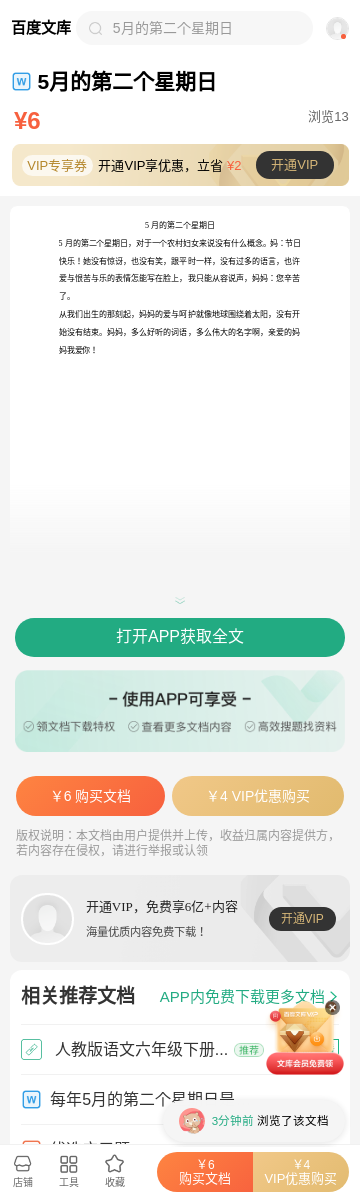 百度文库 5月的第二个星期日
5月的第二个星期日
¥6 浏览13
VIP专享券 开通VIP享优惠，立省 ¥2 开通VIP
5 月的第二个星期日
5 月的第二个星期日，对于一个农村妇女来说没有什么概念。妈：节日
快乐！她没有惊讶，也没有笑，跟平时一样，没有过多的语言，也许
爱与恨苦与乐的表情怎能写在脸上，我只能从容说声，妈妈：您辛苦
了。
从我们出生的那刻起，妈妈的爱与呵护就像地球围绕着太阳，没有开
始没有结束。妈妈，多么好听的词语，多么伟大的名字啊，亲爱的妈
妈我爱你！
打开APP获取全文
– 使用APP可享受 –
领文档下载特权 查看更多文档内容 高效搜题找资料
￥6 购买文档 ￥4 VIP优惠购买
版权说明：本文档由用户提供并上传，收益归属内容提供方，
若内容存在侵权，请进行举报或认领
开通VIP，免费享6亿+内容
海量优质内容免费下载！
开通VIP
相关推荐文档 APP内免费下载更多文档
人教版语文六年级下册... 推荐
文库会员免费领
每年5月的第二个星期日是
3分钟前 浏览了该文档
店铺 工具 收藏
￥6
购买文档
￥4
VIP优惠购买